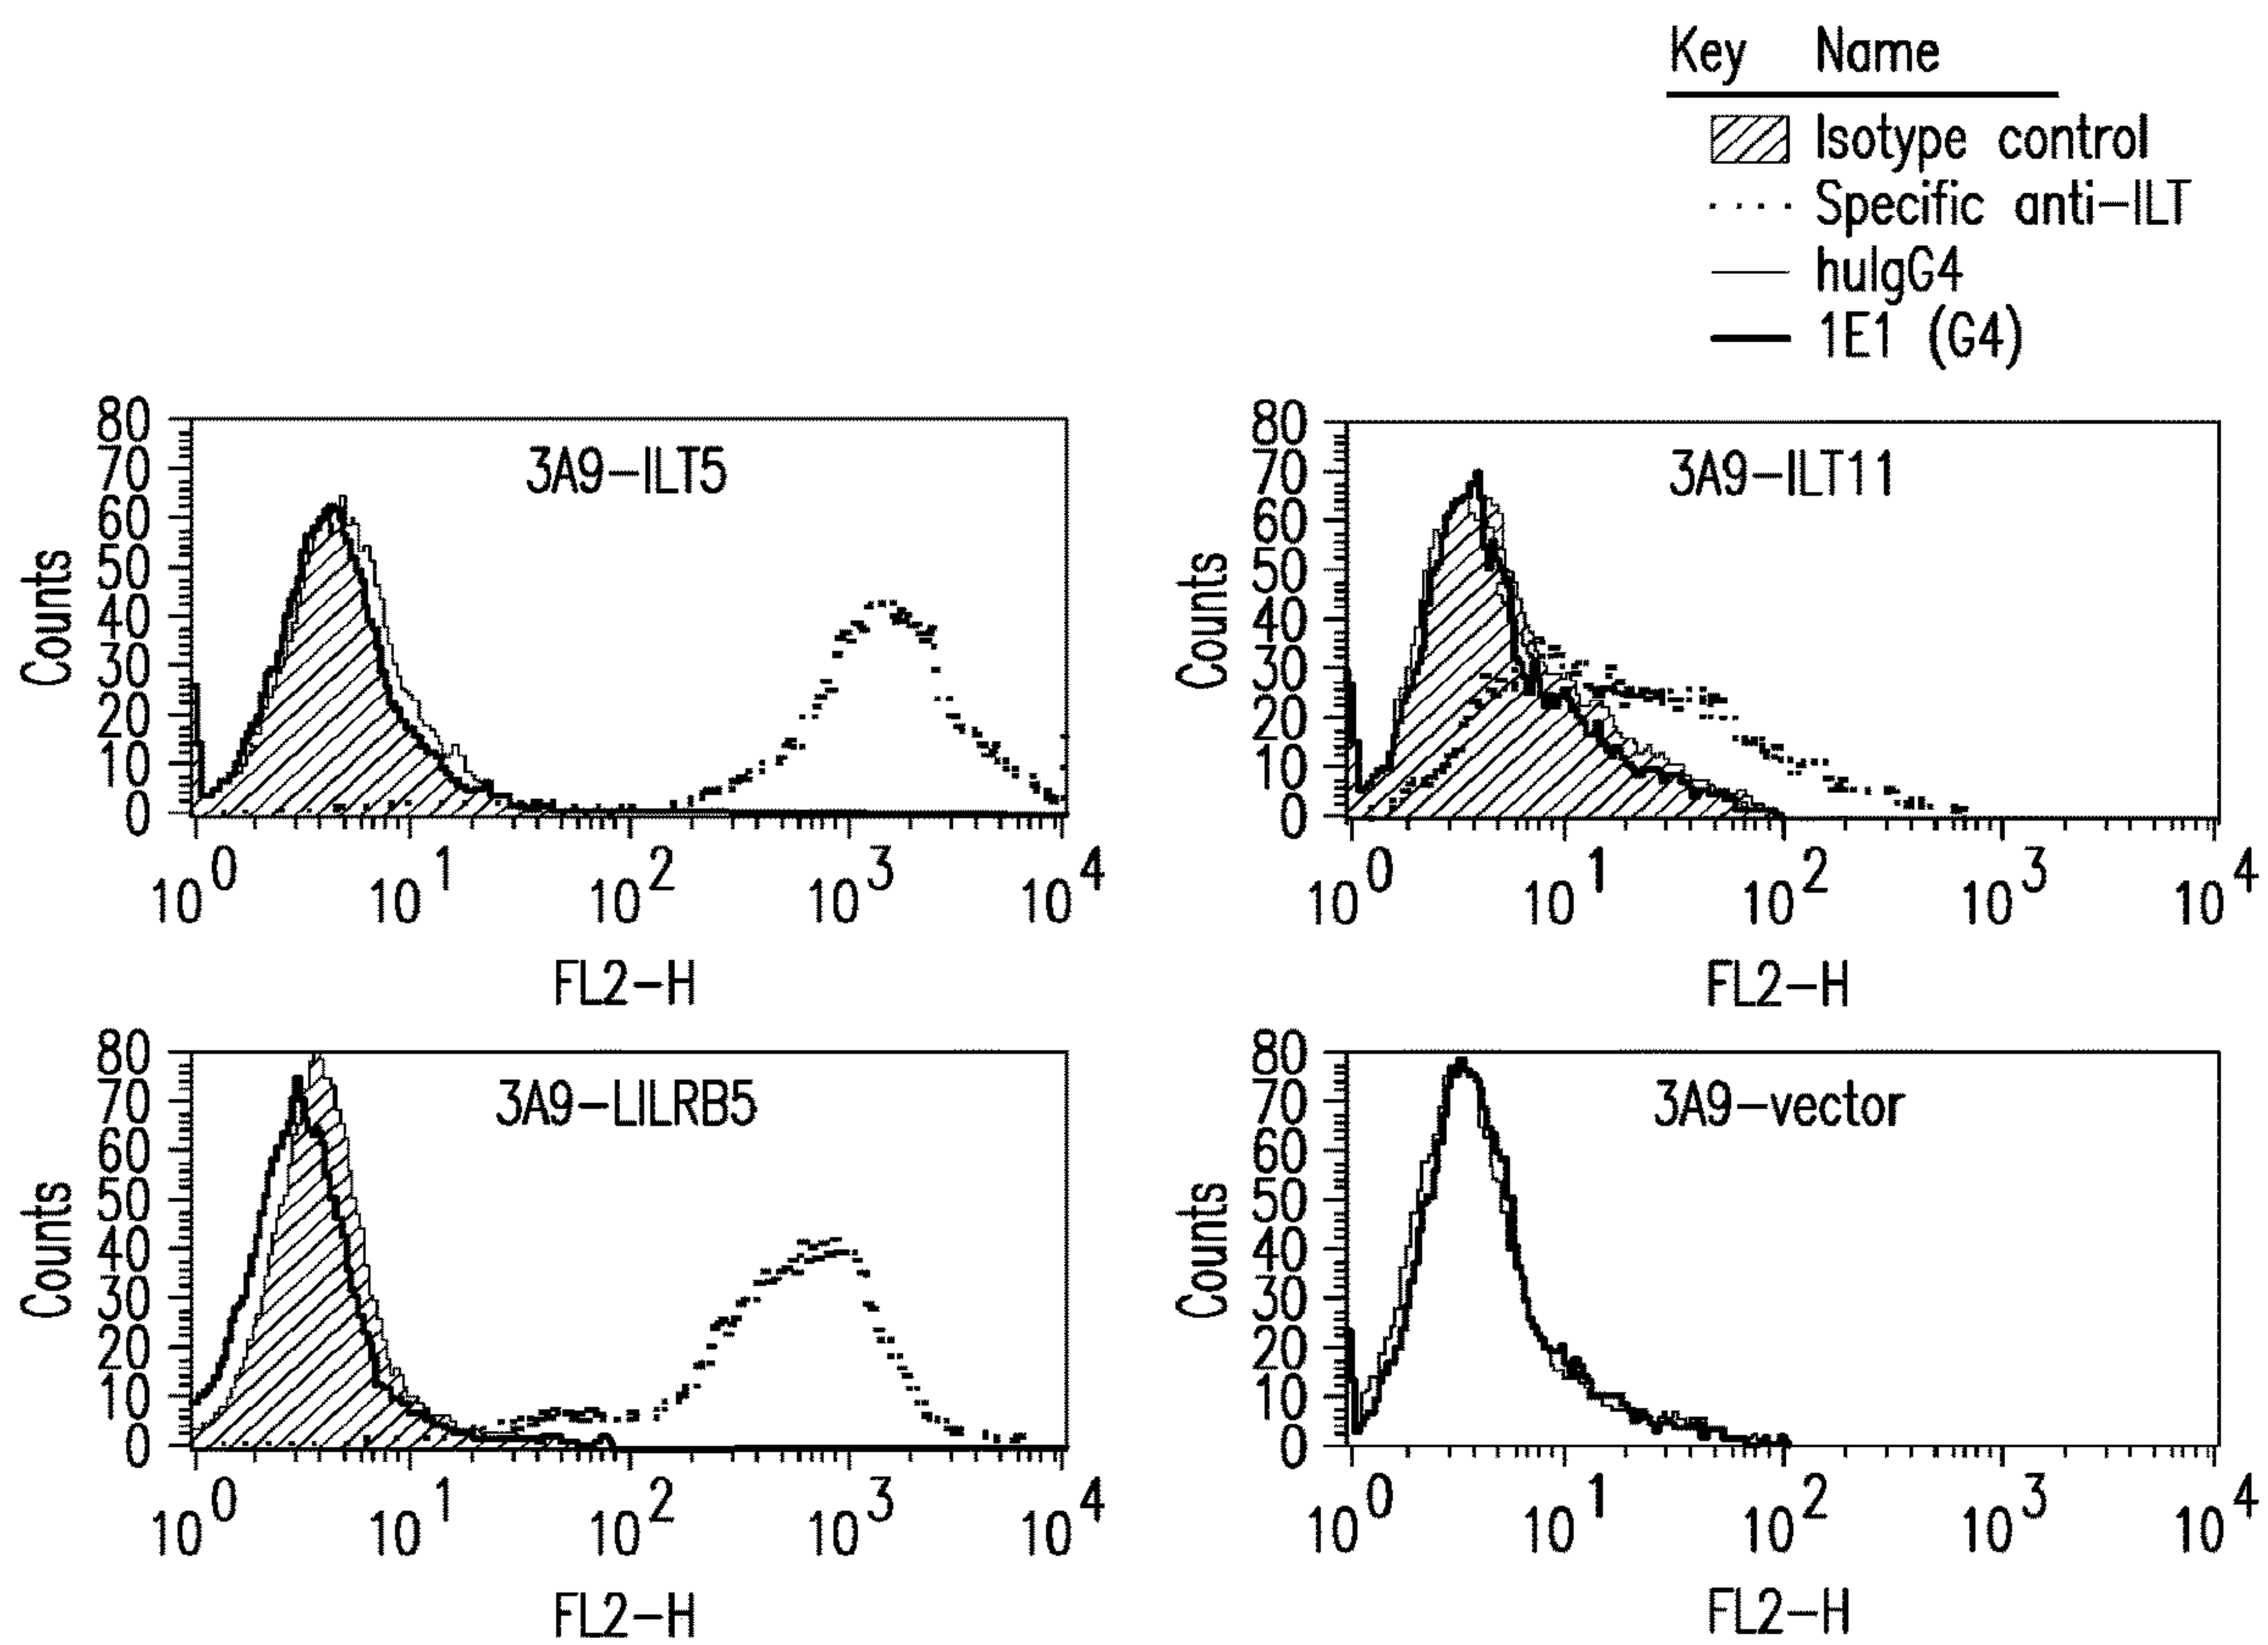 Key Name
Isotype control
Specific anti-ILT
huIgG4
1E1 (G4)
3A9-ILT5
Counts
80
70
60
50
40
30
20
10
0
10^0 10^1 10^2 10^3 10^4
FL2-H
3A9-ILT11
Counts
80
70
60
50
40
30
20
10
0
10^0 10^1 10^2 10^3 10^4
FL2-H
3A9-LILRB5
Counts
80
70
60
50
40
30
20
10
0
10^0 10^1 10^2 10^3 10^4
FL2-H
3A9-vector
Counts
80
70
60
50
40
30
20
10
0
10^0 10^1 10^2 10^3 10^4
FL2-H